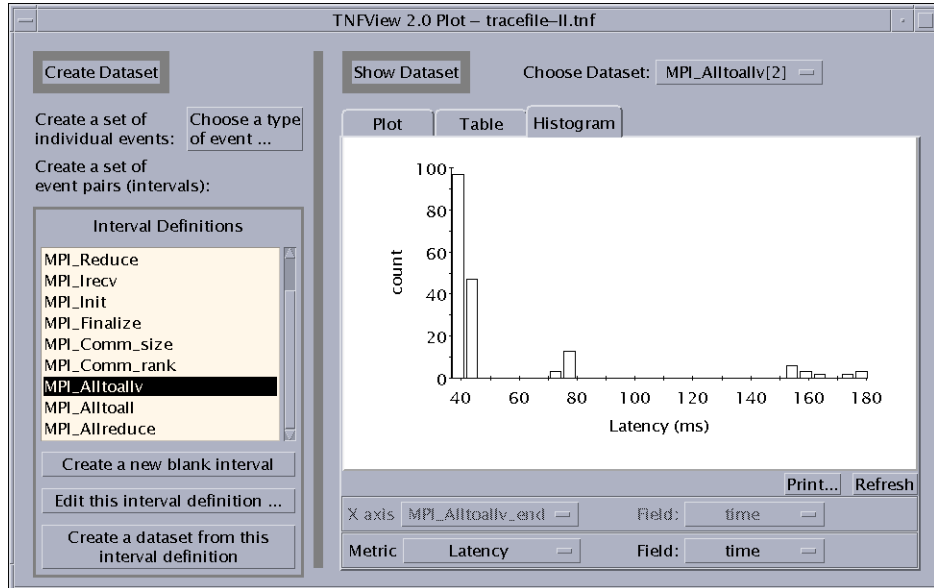 TNFView 2.0 Plot – tracefile–II.tnf
Create Dataset
Create a set of
individual events:
Choose a type
of event ...
Create a set of
event pairs (intervals):
Interval Definitions
MPI_Reduce
MPI_Irecv
MPI_Init
MPI_Finalize
MPI_Comm_size
MPI_Comm_rank
MPI_Alltoallv
MPI_Alltoall
MPI_Allreduce
Create a new blank interval
Edit this interval definition ...
Create a dataset from this
interval definition
Show Dataset
Choose Dataset: MPI_Alltoallv[2]
Plot Table Histogram
100
80
60
40
20
0
count
40 60 80 100 120 140 160 180
Latency (ms)
Print... Refresh
X axis MPI_Alltoallv_end Field: time
Metric Latency Field: time